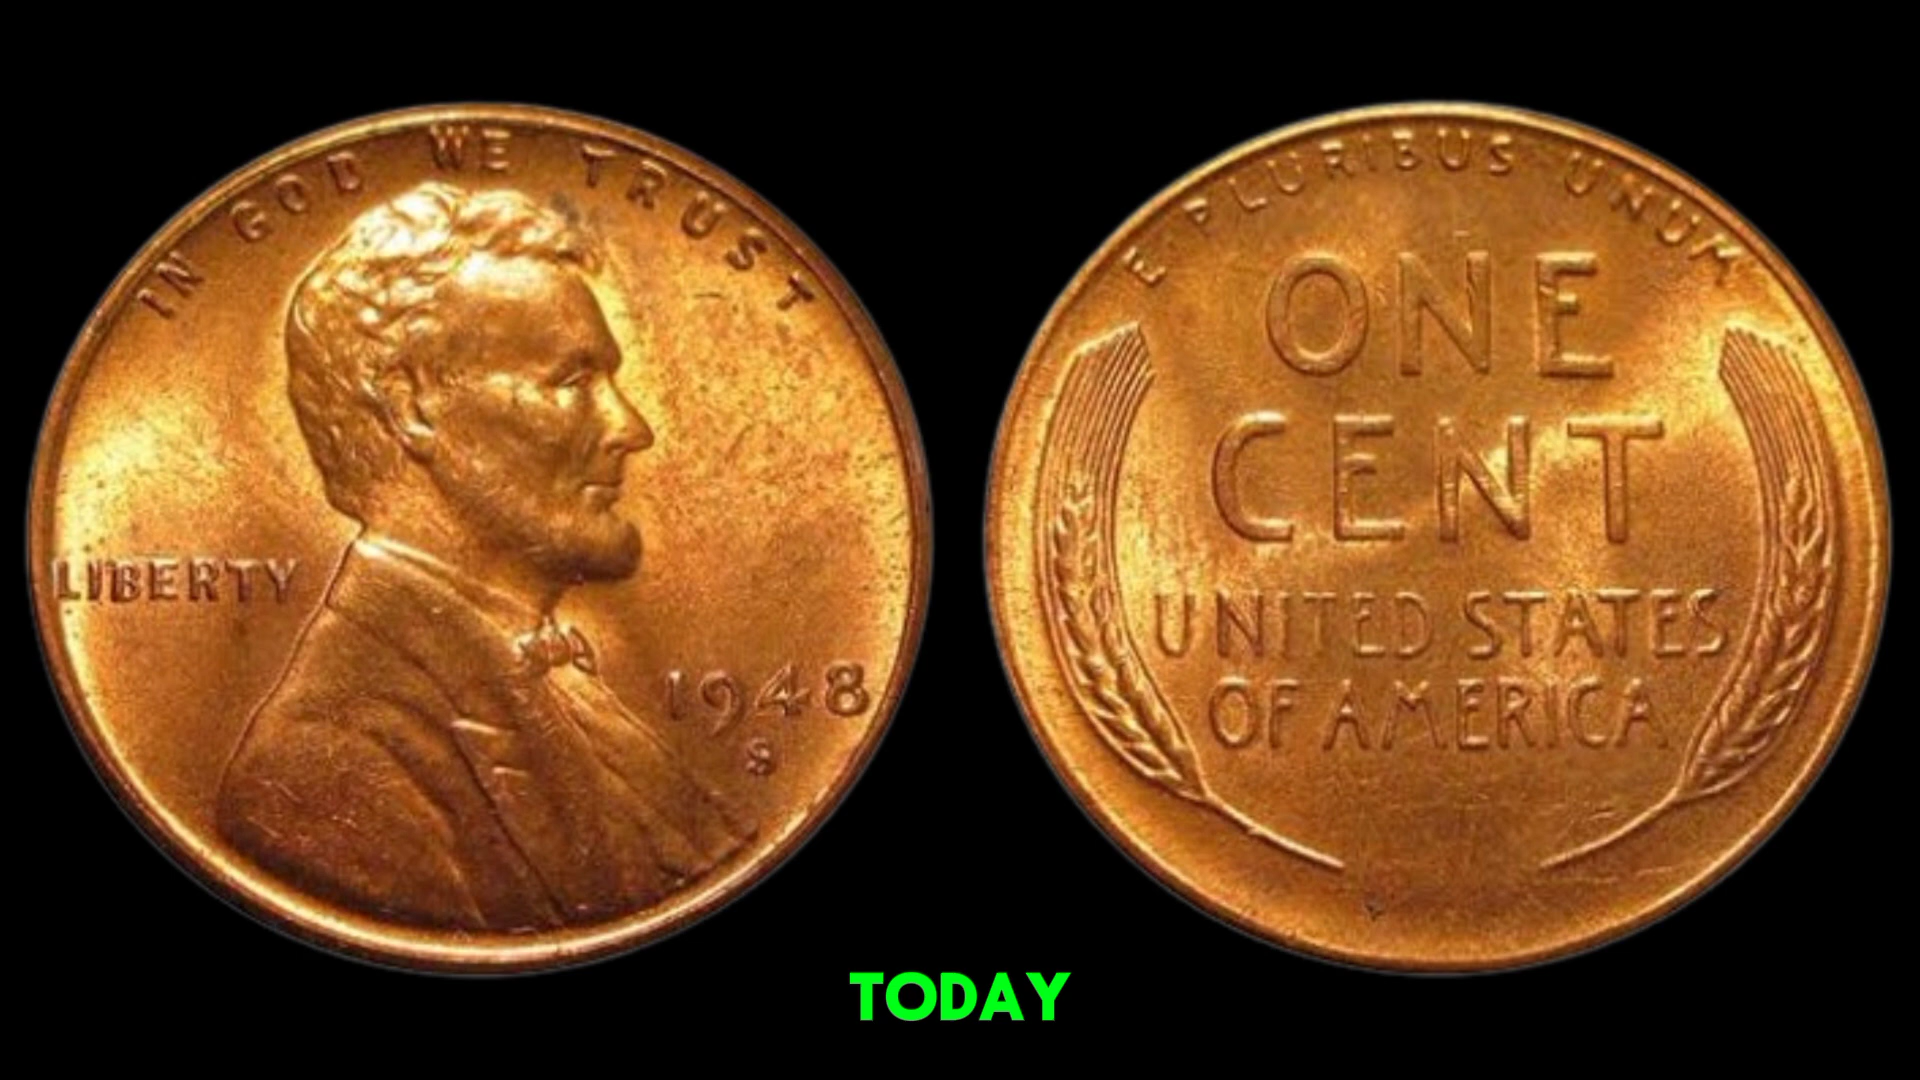 IN GOD WE TRUST
LIBERTY
1948
S
E PLURIBUS UNUM
ONE
CENT
UNITED STATES
OF AMERICA
TODAY